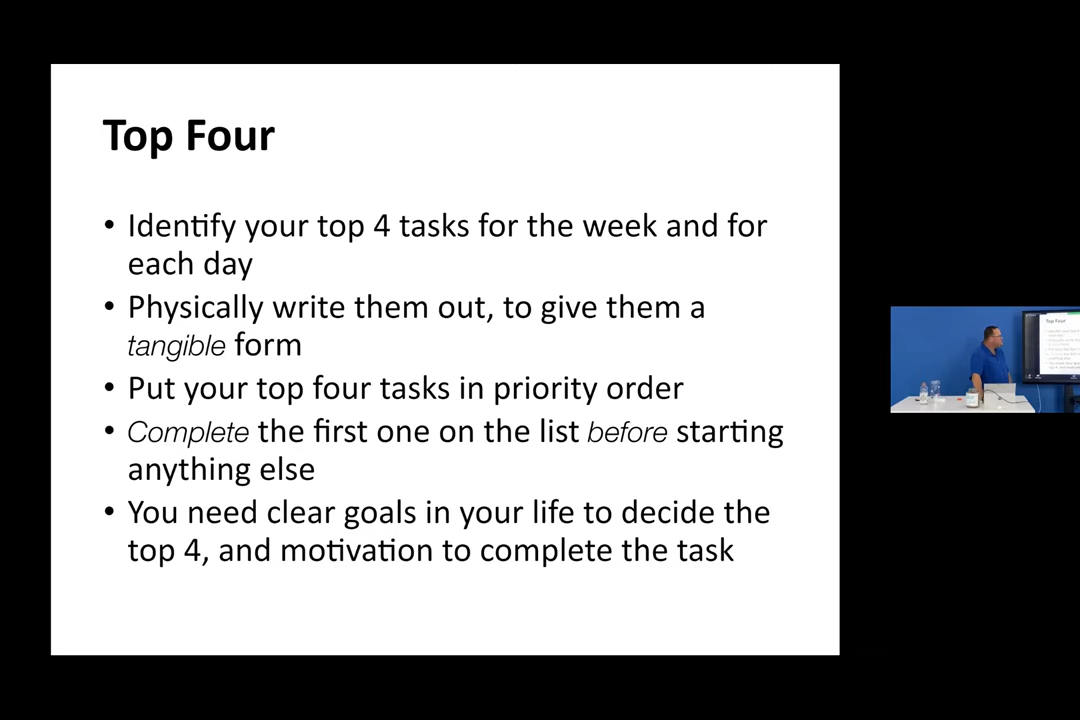 Top Four
• Identify your top 4 tasks for the week and for
each day
• Physically write them out, to give them a
tangible form
• Put your top four tasks in priority order
• Complete the first one on the list before starting
anything else
• You need clear goals in your life to decide the
top 4, and motivation to complete the task
Top Four